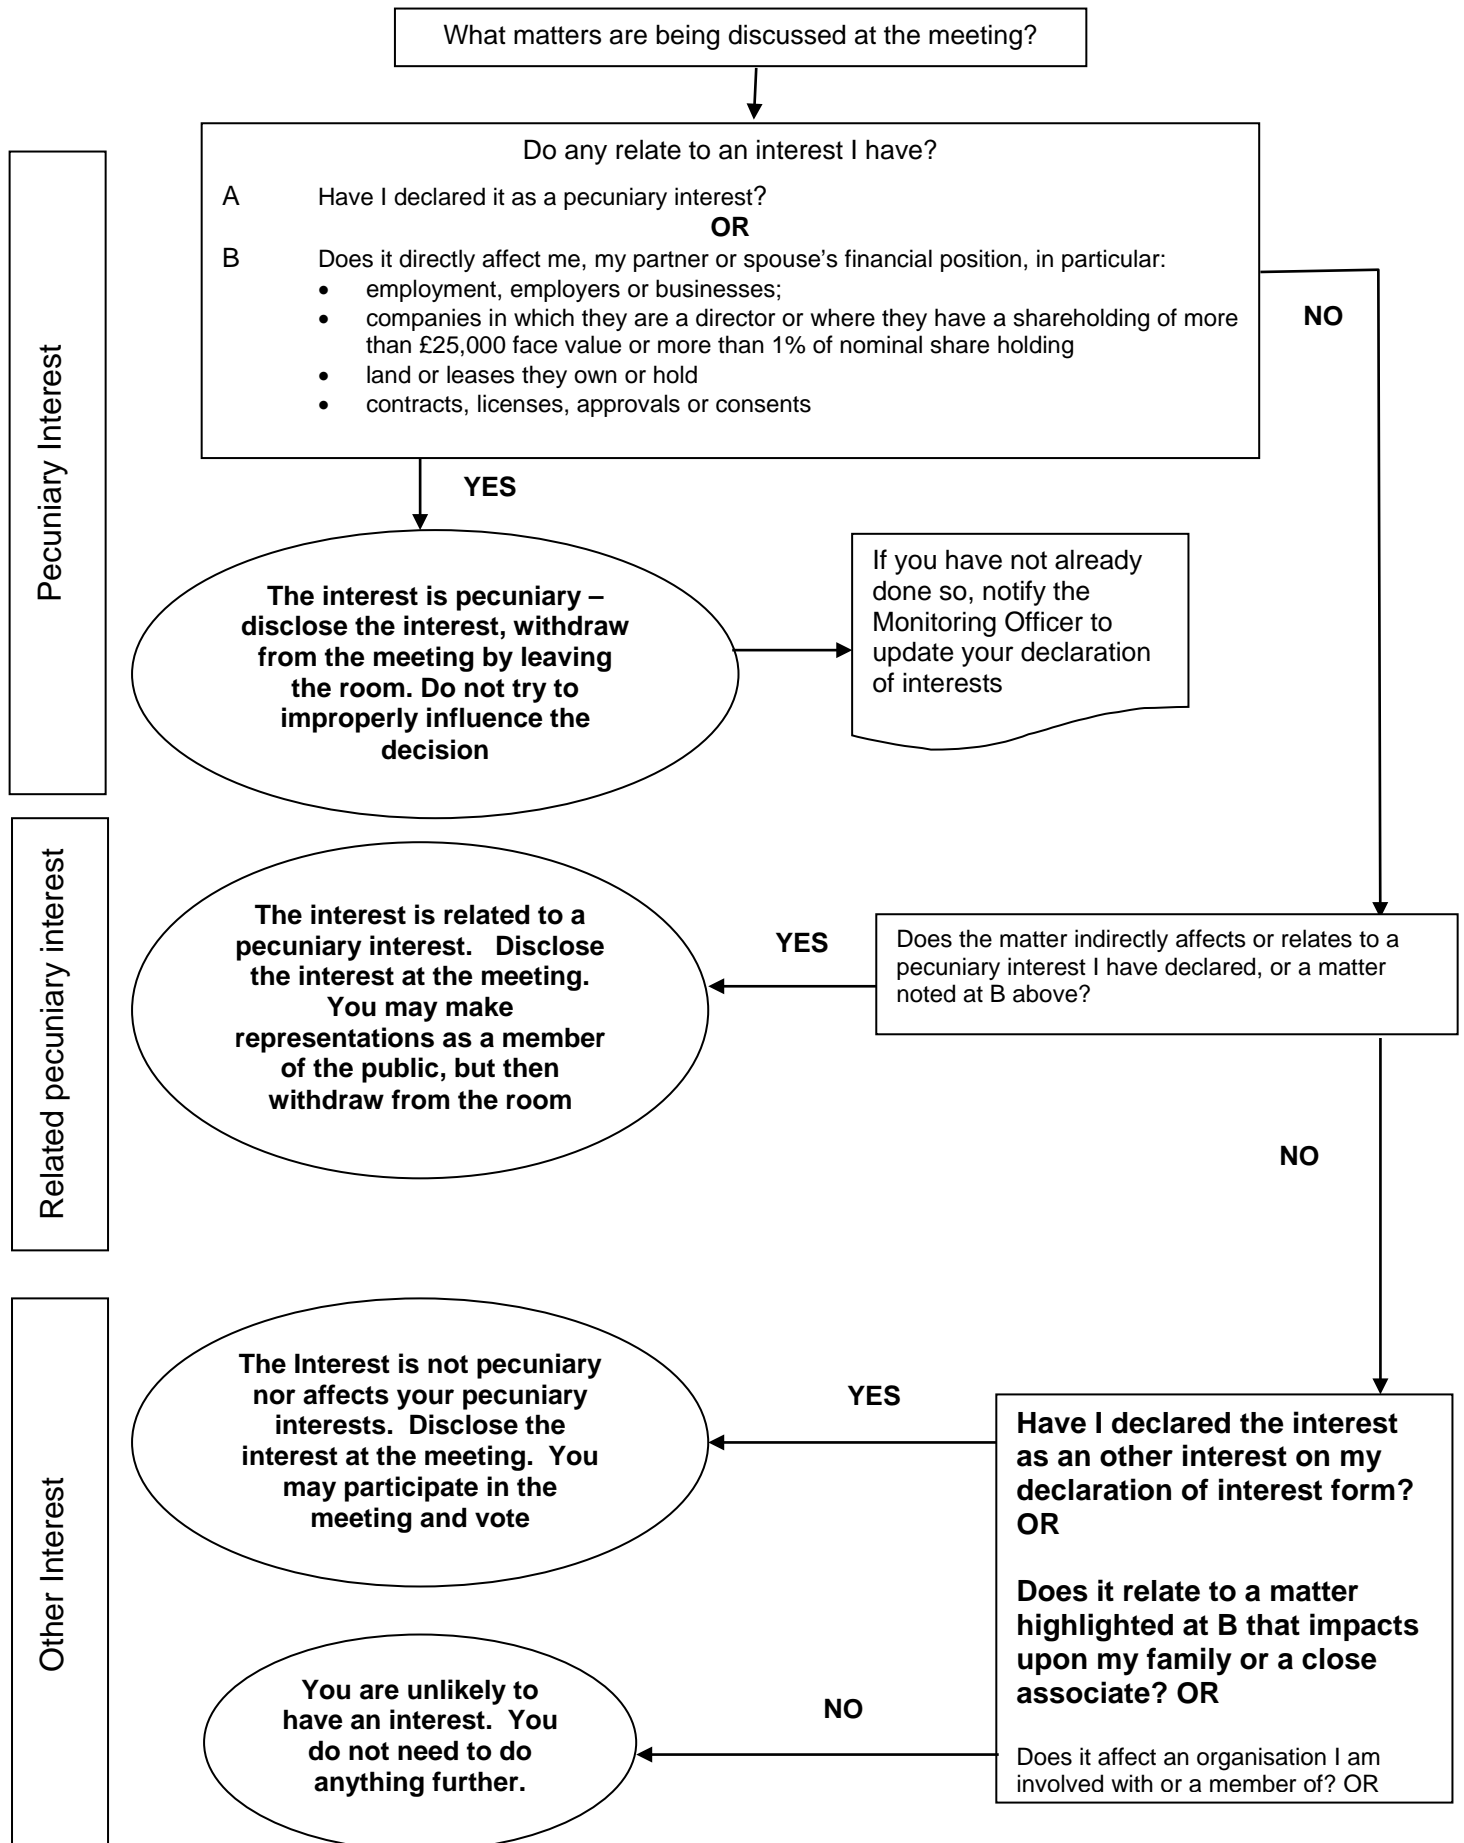 What matters are being discussed at the meeting?
Pecuniary Interest
Do any relate to an interest I have?
A Have I declared it as a pecuniary interest?
OR
B Does it directly affect me, my partner or spouse's financial position, in particular:
• employment, employers or businesses;
• companies in which they are a director or where they have a shareholding of more
than £25,000 face value or more than 1% of nominal share holding
• land or leases they own or hold
• contracts, licenses, approvals or consents
NO
YES
The interest is pecuniary –
disclose the interest, withdraw
from the meeting by leaving
the room. Do not try to
improperly influence the
decision
If you have not already
done so, notify the
Monitoring Officer to
update your declaration
of interests
Related pecuniary interest
The interest is related to a
pecuniary interest. Disclose
the interest at the meeting.
You may make
representations as a member
of the public, but then
withdraw from the room
YES
Does the matter indirectly affects or relates to a
pecuniary interest I have declared, or a matter
noted at B above?
NO
Other Interest
The Interest is not pecuniary
nor affects your pecuniary
interests. Disclose the
interest at the meeting. You
may participate in the
meeting and vote
YES
Have I declared the interest
as an other interest on my
declaration of interest form?
OR
Does it relate to a matter
highlighted at B that impacts
upon my family or a close
associate? OR
Does it affect an organisation I am
involved with or a member of? OR
NO
You are unlikely to
have an interest. You
do not need to do
anything further.